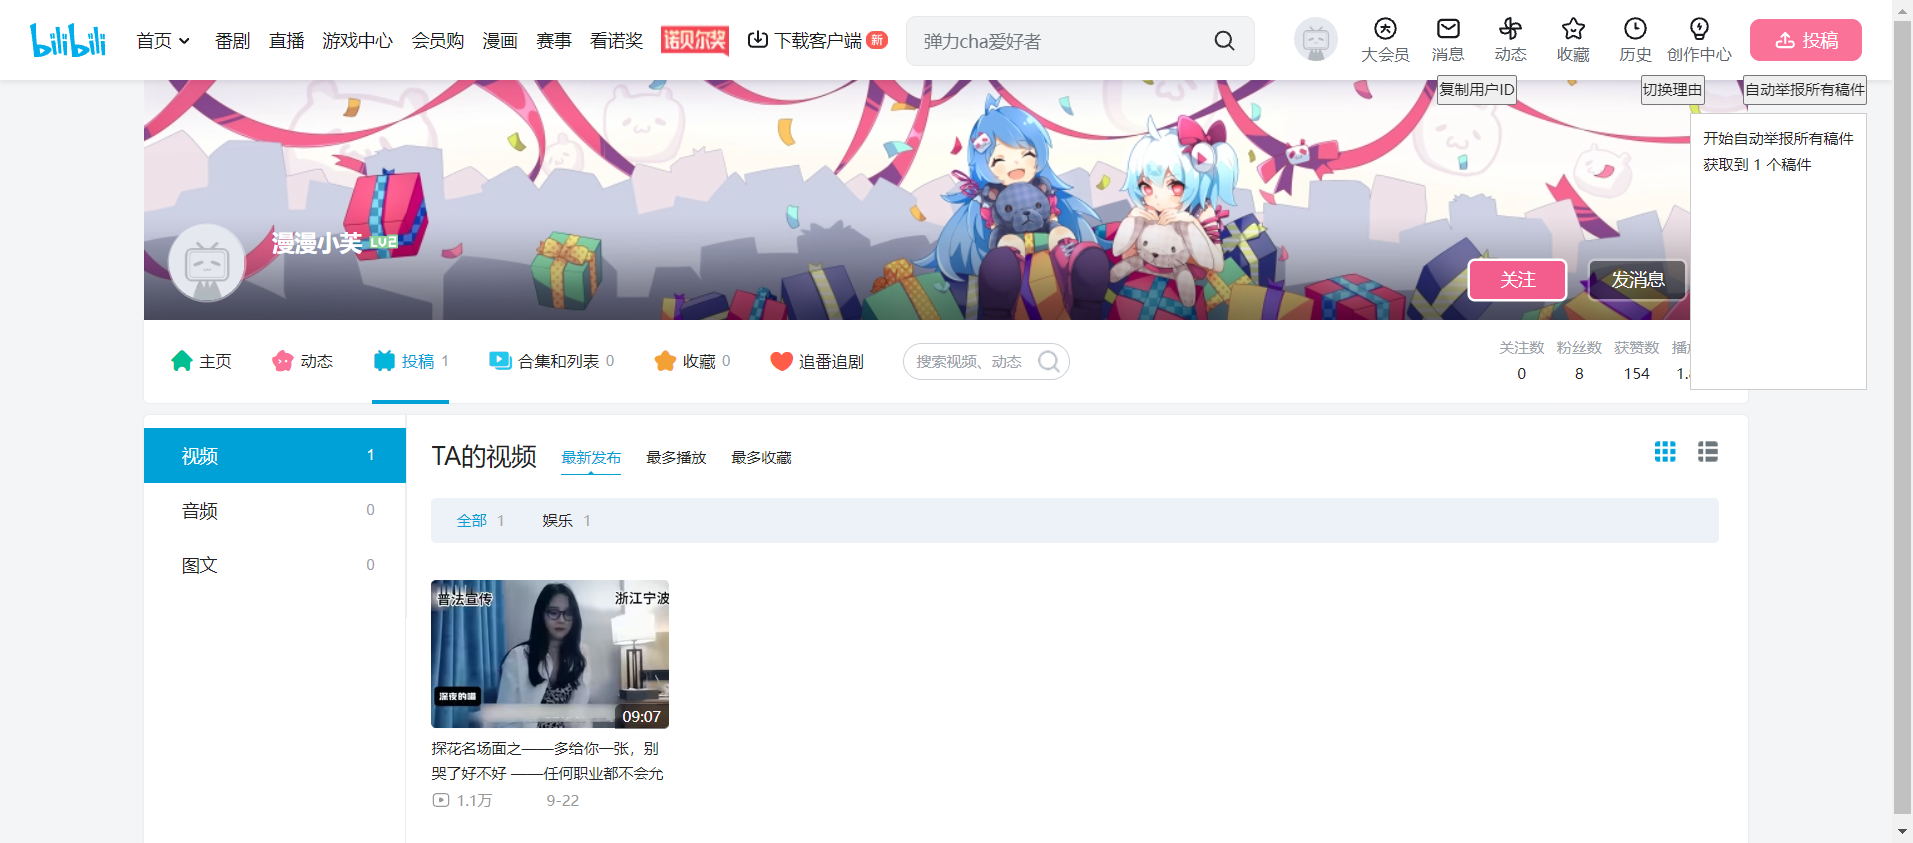 bilibili 首页 番剧 直播 游戏中心 会员购 漫画 赛事 看诺奖 诺贝尔奖 下载客户端 新 弹力cha爱好者 大会员 消息 动态 收藏 历史 创作中心 投稿
复制用户ID 切换理由 自动举报所有稿件
开始自动举报所有稿件
获取到 1 个稿件
漫漫小芙 LV2
关注 发消息
主页 动态 投稿 1 合集和列表 0 收藏 0 追番追剧 搜索视频、动态
关注数 粉丝数 获赞数
0 8 154
视频 1
音频 0
图文 0
TA的视频 最新发布 最多播放 最多收藏
全部 1 娱乐 1
普法宣传 浙江宁波
深夜的喵
09:07
探花名场面之——多给你一张，别
哭了好不好 ——任何职业都不会允
1.1万 9-22